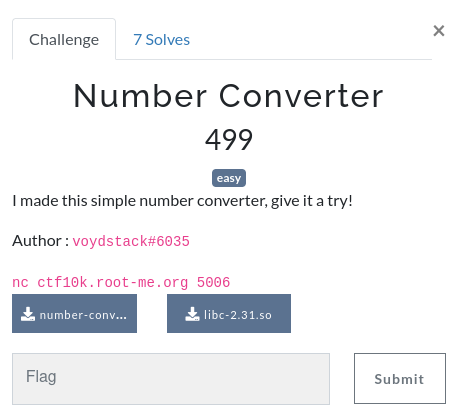 Challenge 7 Solves ×
Number Converter
499
easy
I made this simple number converter, give it a try!
Author : voydstack#6035
nc ctf10k.root-me.org 5006
number-conv... libc-2.31.so
Flag Submit